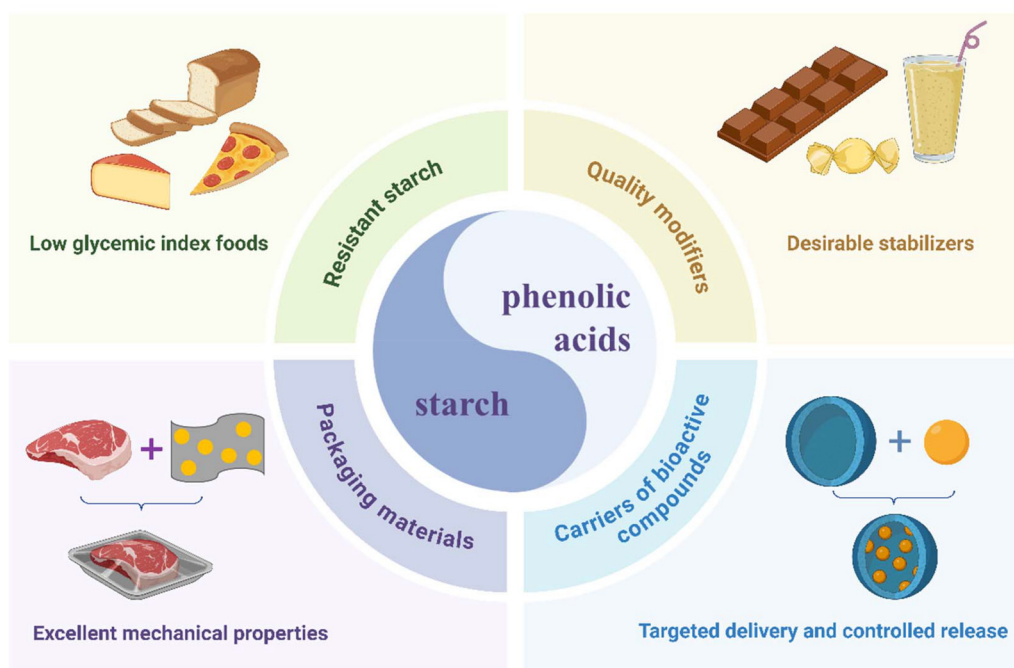 Resistant starch
Quality modifiers
Low glycemic index foods
Desirable stabilizers
phenolic
acids
starch
Packaging materials
Carriers of bioactive
compounds
Excellent mechanical properties
Targeted delivery and controlled release